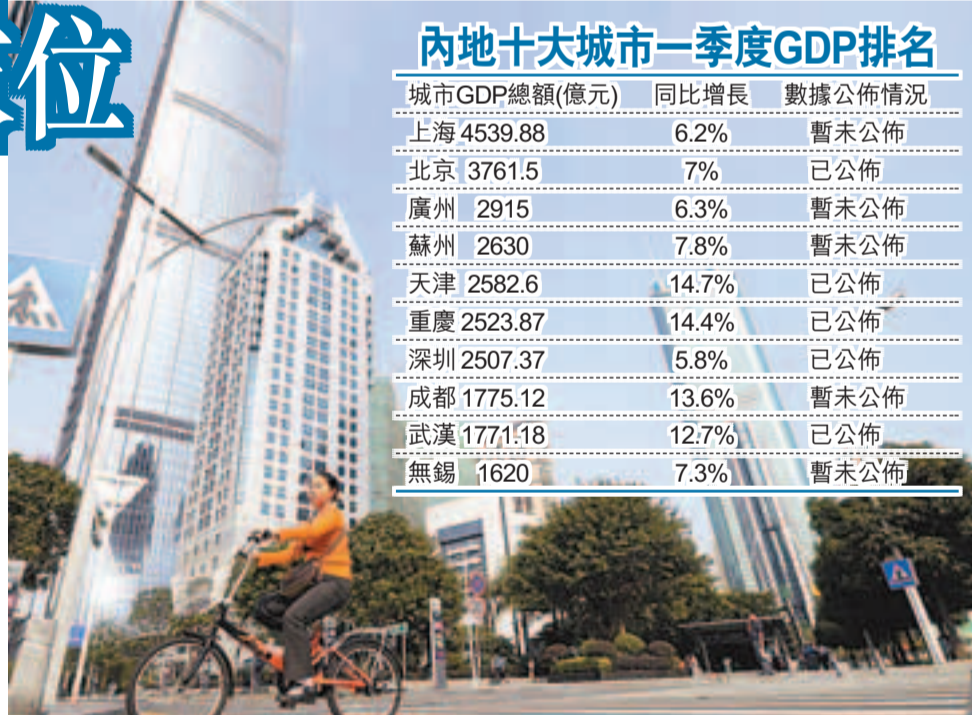 位
內地十大城市一季度GDP排名
城市GDP總額(億元) 同比增長 數據公佈情況
上海 4539.88 6.2% 暫未公佈
北京 3761.5 7% 已公佈
廣州 2915 6.3% 暫未公佈
蘇州 2630 7.8% 暫未公佈
天津 2582.6 14.7% 已公佈
重慶 2523.87 14.4% 已公佈
深圳 2507.37 5.8% 已公佈
成都 1775.12 13.6% 暫未公佈
武漢 1771.18 12.7% 已公佈
無錫 1620 7.3% 暫未公佈